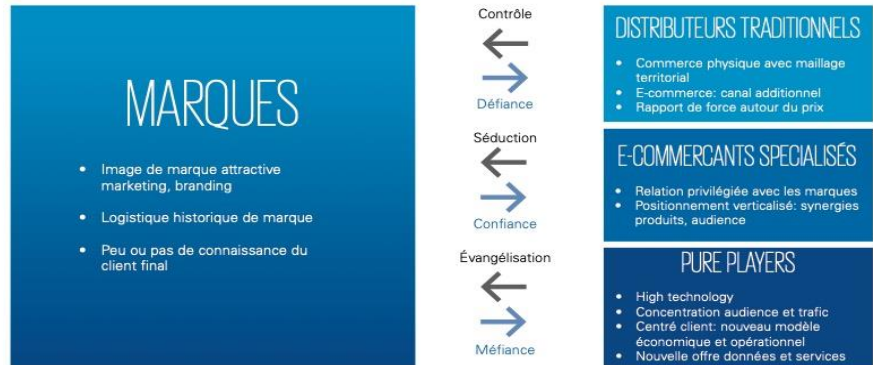 MARQUES
• Image de marque attractive
marketing, branding
• Logistique historique de marque
• Peu ou pas de connaissance du
client final
Contrôle
Défiance
Séduction
Confiance
Évangélisation
Méfiance
DISTRIBUTEURS TRADITIONNELS
• Commerce physique avec maillage
territorial
• E-commerce: canal additionnel
• Rapport de force autour du prix
E-COMMERCANTS SPECIALISÉS
• Relation privilégiée avec les marques
• Positionnement verticalisé: synergies
produits, audience
PURE PLAYERS
• High technology
• Concentration audience et trafic
• Centré client: nouveau modèle
économique et opérationnel
• Nouvelle offre données et services